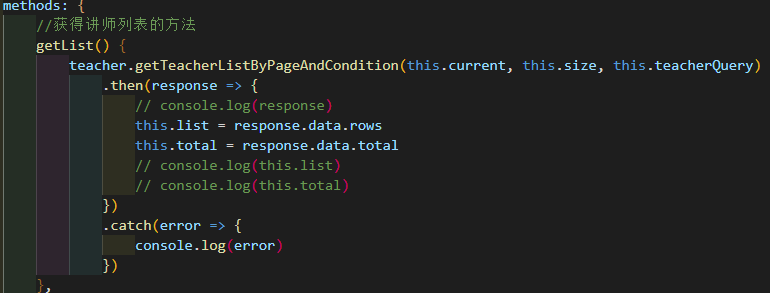 methods: {
//获得讲师列表的方法
getList() {
teacher.getTeacherListByPageAndCondition(this.current, this.size, this.teacherQuery)
.then(response => {
// console.log(response)
this.list = response.data.rows
this.total = response.data.total
// console.log(this.list)
// console.log(this.total)
})
.catch(error => {
console.log(error)
})
},